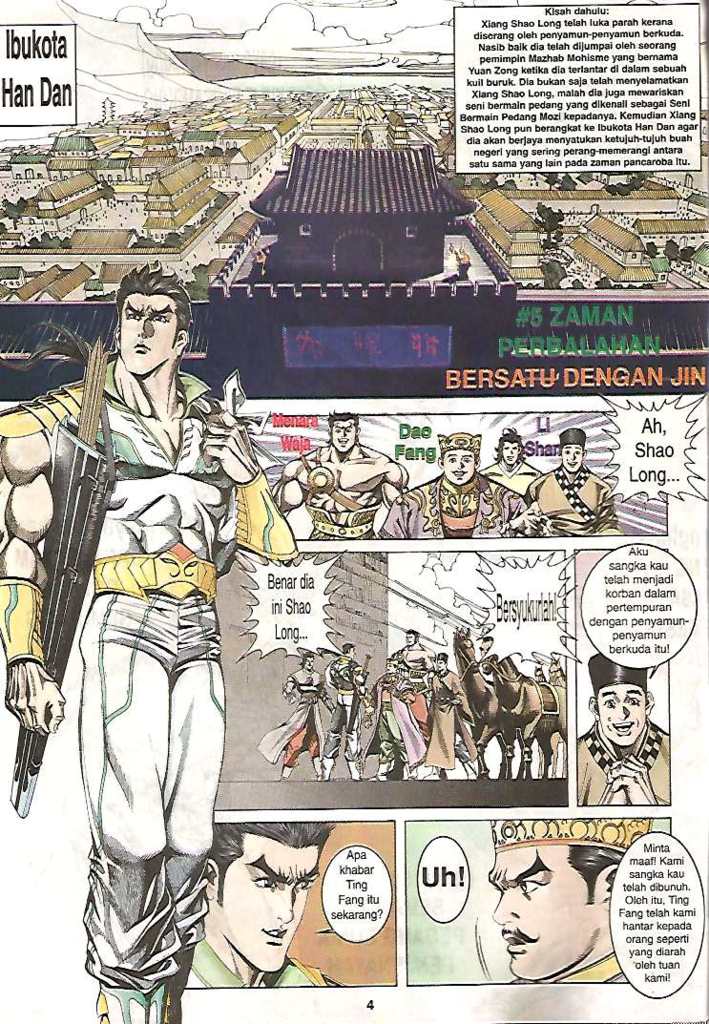 Ibukota
Han Dan
Kisah dahulu:
Xiang Shao Long telah luka parah kerana
diserang oleh penyamun-penyamun berkuda.
Nasib baik dia telah dijumpai oleh seorang
pemimpin Mazhab Mohisme yang bernama
Yuan Zong ketika dia terlantar di dalam sebuah
kuil buruk. Dia bukan saja telah menyelamatkan
Xiang Shao Long, malah dia juga mewariskan
seni bermain pedang yang dikenali sebagai Seni
Bermain Pedang Mozi kepadanya. Kemudian Xiang
Shao Long pun berangkat ke Ibukota Han Dan agar
dia akan berjaya menyatukan ketujuh-tujuh buah
negeri yang sering perang-memerangi antara
satu sama yang lain pada zaman pancaroba itu.
#5 ZAMAN
PERBALAHAN
BERSATU DENGAN JIN
Menara
Waja
Dao
Fang
Li
Shan
Ah,
Shao
Long...
Benar dia
ini Shao
Long...
Bersyukurlah!
Aku
sangka kau
telah menjadi
korban dalam
pertempuran
dengan penyamun-
penyamun
berkuda itu!
Apa
khabar
Ting
Fang itu
sekarang?
Uh!
Minta
maaf! Kami
sangka kau
telah dibunuh.
Oleh itu, Ting
Fang telah kami
hantar kepada
orang seperti
yang diarah
oleh tuan
kami!
4